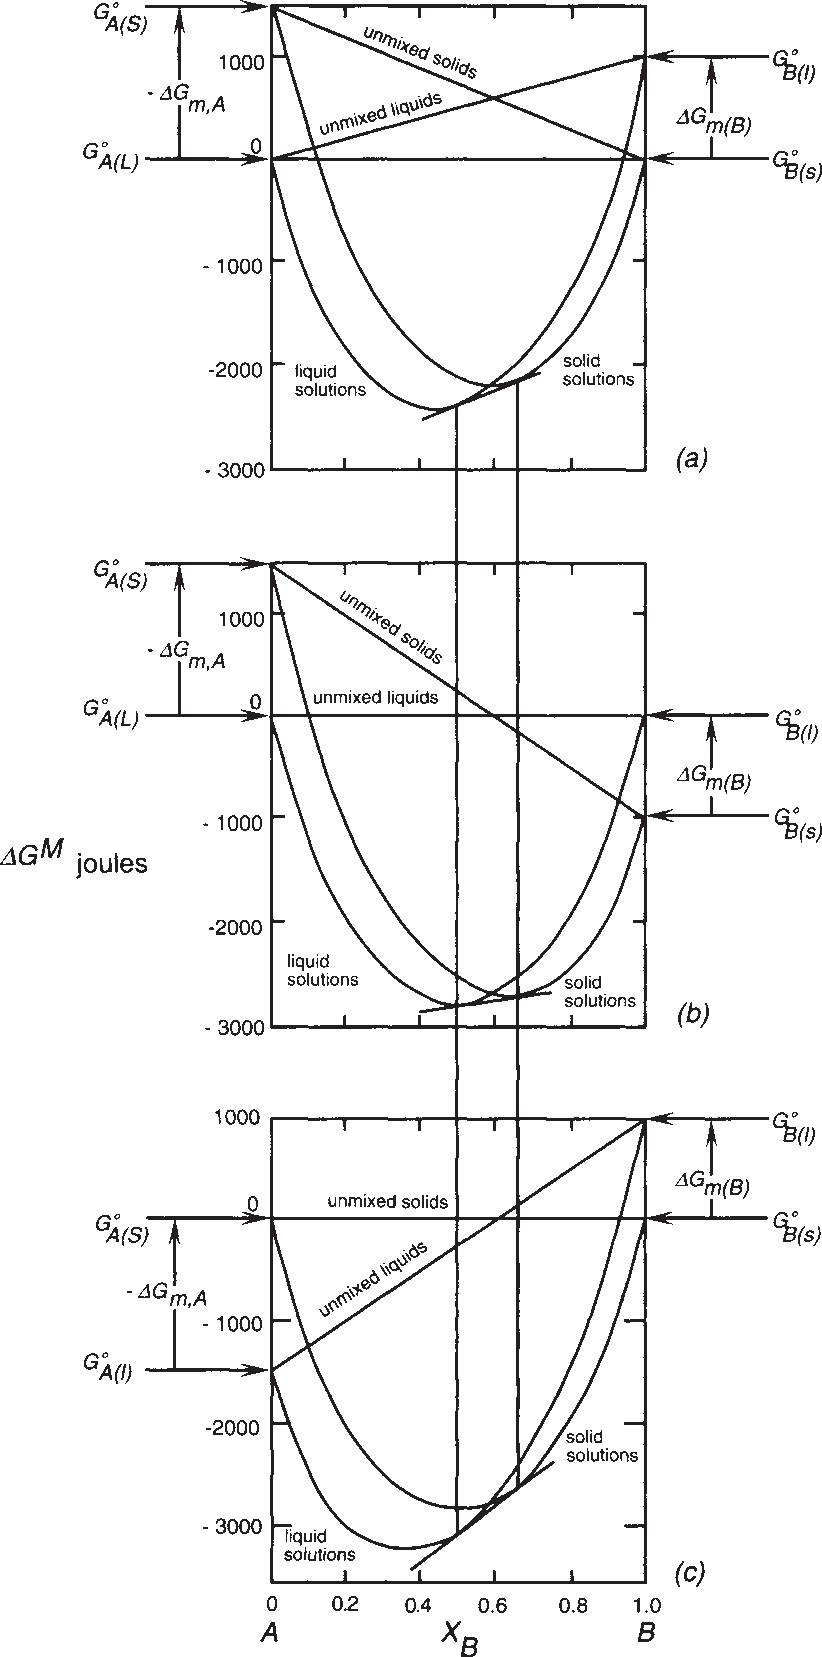 G°A(S)
1000
unmixed solids
G°B(l)
- ΔGm,A
unmixed liquids
ΔGm(B)
G°A(L)
0
G°B(s)
- 1000
-2000
liquid
solutions
solid
solutions
- 3000
(a)
G°A(S)
1000
unmixed solids
- ΔGm,A
G°A(L)
0
unmixed liquids
G°B(l)
ΔGm(B)
- 1000
G°B(s)
ΔG^M joules
-2000
liquid
solutions
solid
solutions
- 3000
(b)
1000
G°B(l)
ΔGm(B)
G°A(S)
0
unmixed solids
G°B(s)
- ΔGm,A
unmixed liquids
- 1000
G°A(l)
-2000
solid
solutions
- 3000
liquid
solutions
(c)
0 0.2 0.4 0.6 0.8 1.0
A XB B